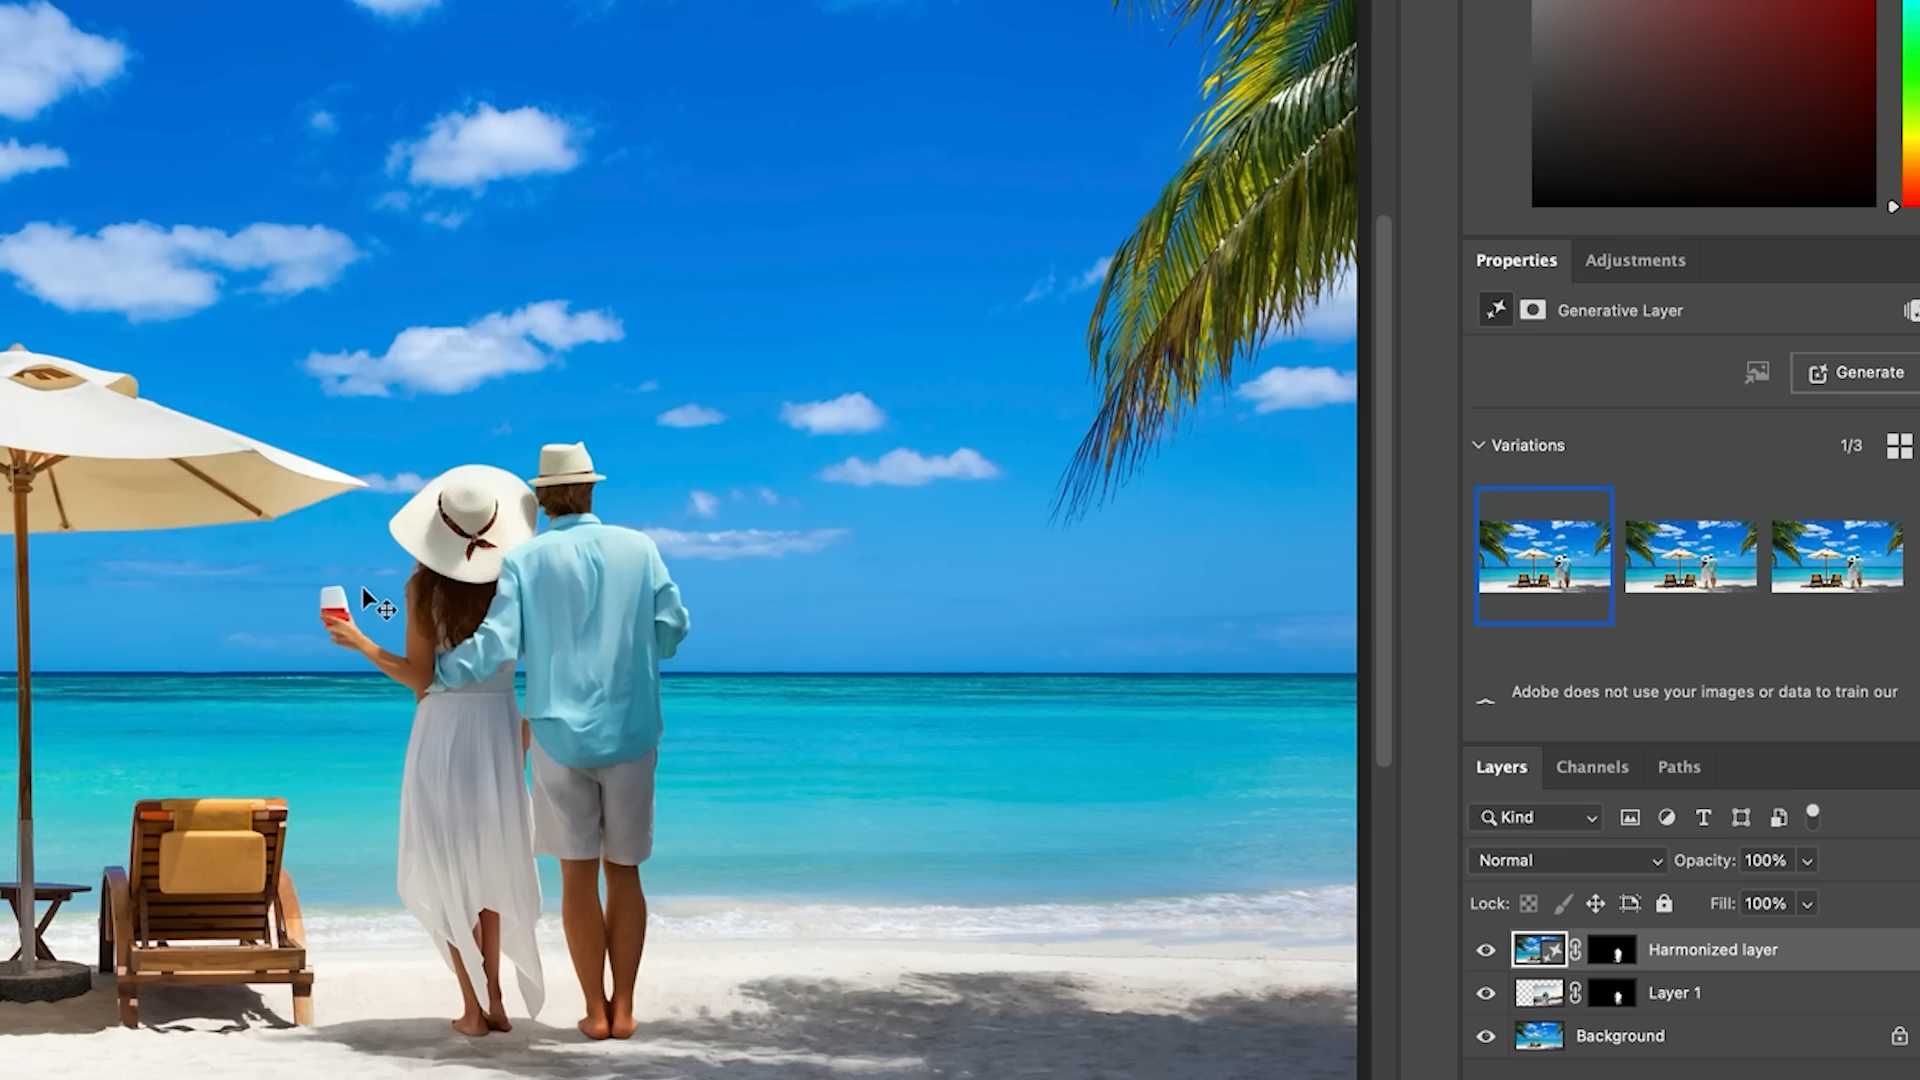 Properties
Adjustments
Generative Layer
Generate
Variations
1/3
Adobe does not use your images or data to train our
Layers
Channels
Paths
Kind
Normal
Opacity: 100%
Lock:
Fill: 100%
Harmonized layer
Layer 1
Background